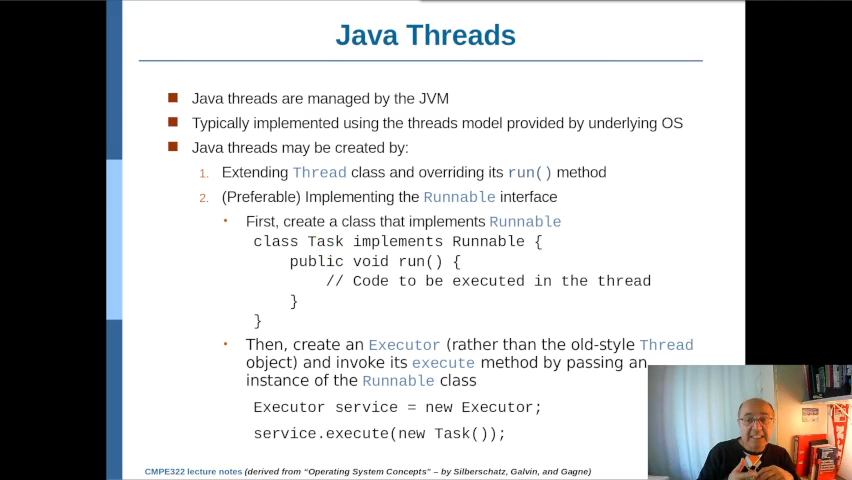 Java Threads
Java threads are managed by the JVM
Typically implemented using the threads model provided by underlying OS
Java threads may be created by:
1. Extending Thread class and overriding its run() method
2. (Preferable) Implementing the Runnable interface
First, create a class that implements Runnable
class Task implements Runnable {
public void run() {
// Code to be executed in the thread
}
}
Then, create an Executor (rather than the old-style Thread
object) and invoke its execute method by passing an
instance of the Runnable class
Executor service = new Executor;
service.execute(new Task());
CMPE322 lecture notes (derived from “Operating System Concepts” – by Silberschatz, Galvin, and Gagne)